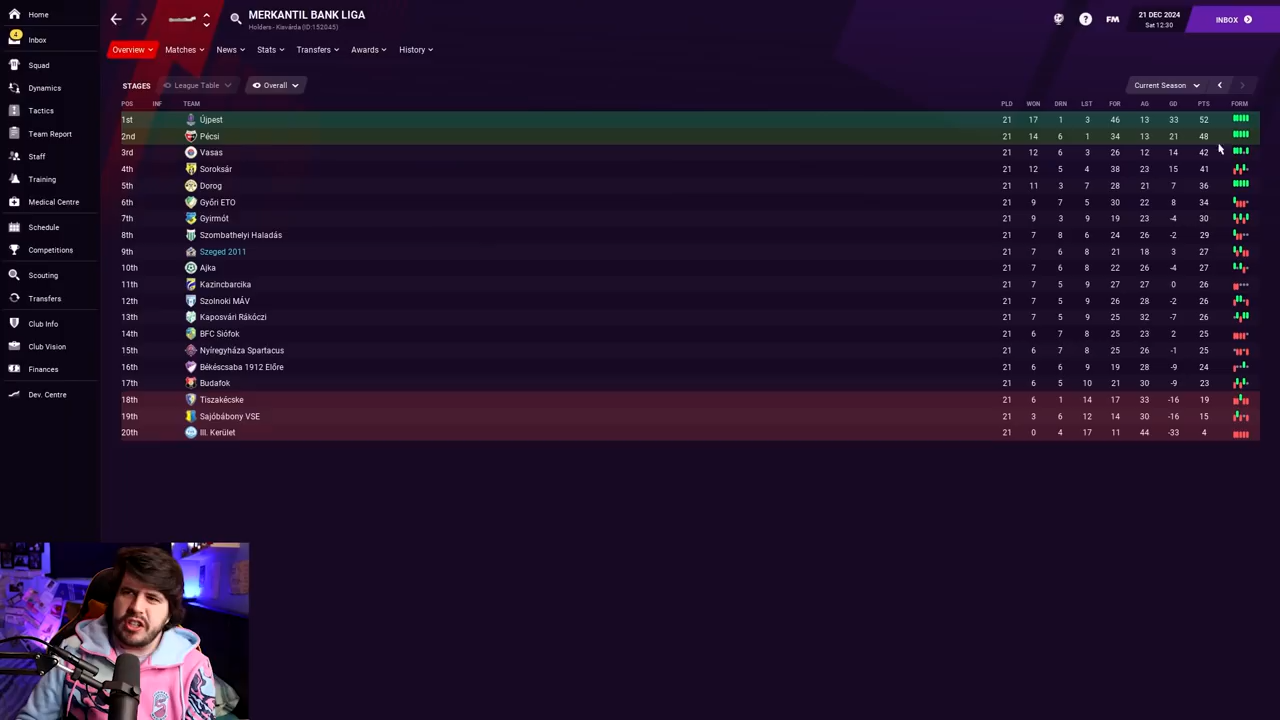 Home
Inbox
4
Squad
Dynamics
Tactics
Team Report
Staff
Training
Medical Centre
Schedule
Competitions
Scouting
Transfers
Club Info
Club Vision
Finances
Dev. Centre
MERKANTIL BANK LIGA
Holders - Kisvárda (ID:152045)
? FM 21 DEC 2024 INBOX
Sat 12:30
Overview Matches News Stats Transfers Awards History
STAGES League Table Overall Current Season
POS INF TEAM PLD WON DRN LST FOR AG GD PTS FORM
1st Újpest 21 17 1 3 46 13 33 52
2nd Pécsi 21 14 6 1 34 13 21 48
3rd Vasas 21 12 6 3 26 12 14 42
4th Soroksár 21 12 5 4 38 23 15 41
5th Dorog 21 11 3 7 28 21 7 36
6th Győri ETO 21 9 7 5 30 22 8 34
7th Gyirmót 21 9 3 9 19 23 -4 30
8th Szombathelyi Haladás 21 7 8 6 24 26 -2 29
9th Szeged 2011 21 7 6 8 21 18 3 27
10th Ajka 21 7 6 8 22 26 -4 27
11th Kazincbarcika 21 7 5 9 27 27 0 26
12th Szolnoki MÁV 21 7 5 9 26 28 -2 26
13th Kaposvári Rákóczi 21 7 5 9 25 32 -7 26
14th BFC Siófok 21 6 7 8 25 23 2 25
15th Nyíregyháza Spartacus 21 6 7 8 25 26 -1 25
16th Békéscsaba 1912 Előre 21 6 6 9 19 28 -9 24
17th Budafok 21 6 5 10 21 30 -9 23
18th Tiszakécske 21 6 1 14 17 33 -16 19
19th Sajóbábony VSE 21 3 6 12 14 30 -16 15
20th III. Kerület 21 0 4 17 11 44 -33 4